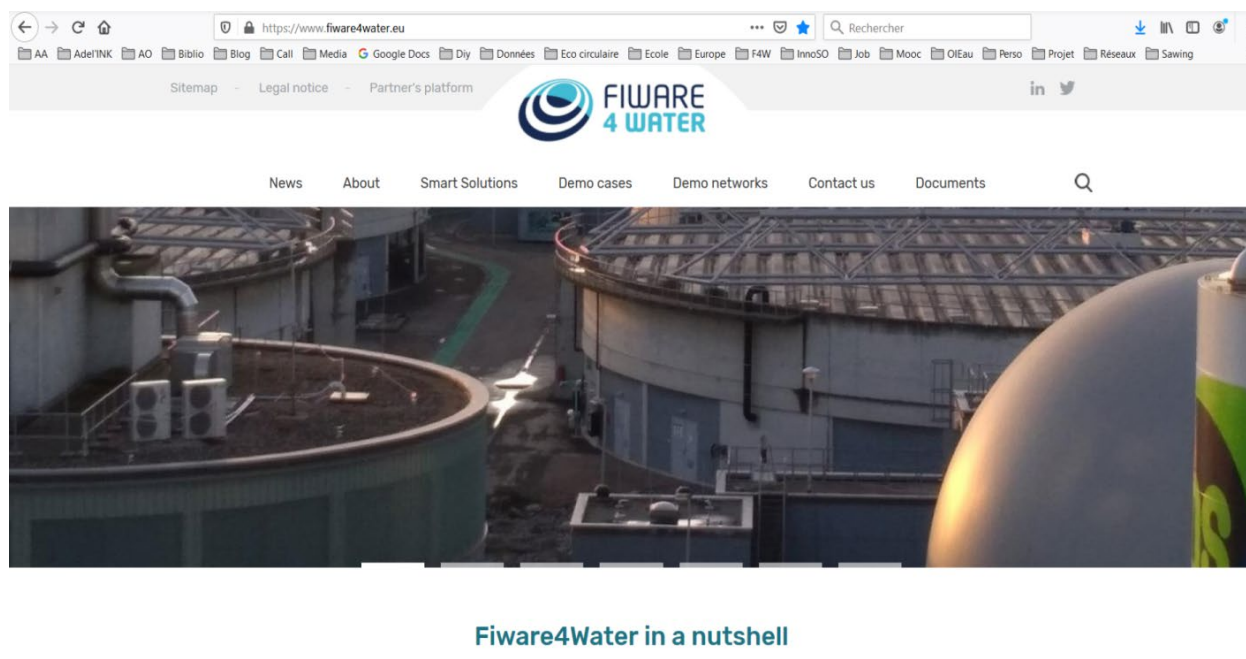 https://www.fiware4water.eu
Rechercher
AA Adel'INK AO Biblio Blog Call Media Google Docs Diy Données Eco circulaire Ecole Europe F4W InnoSO Job Mooc OIEau Perso Projet Réseaux Sawing
Sitemap - Legal notice - Partner's platform
FIWARE
4 WATER
in
News About Smart Solutions Demo cases Demo networks Contact us Documents
Fiware4Water in a nutshell